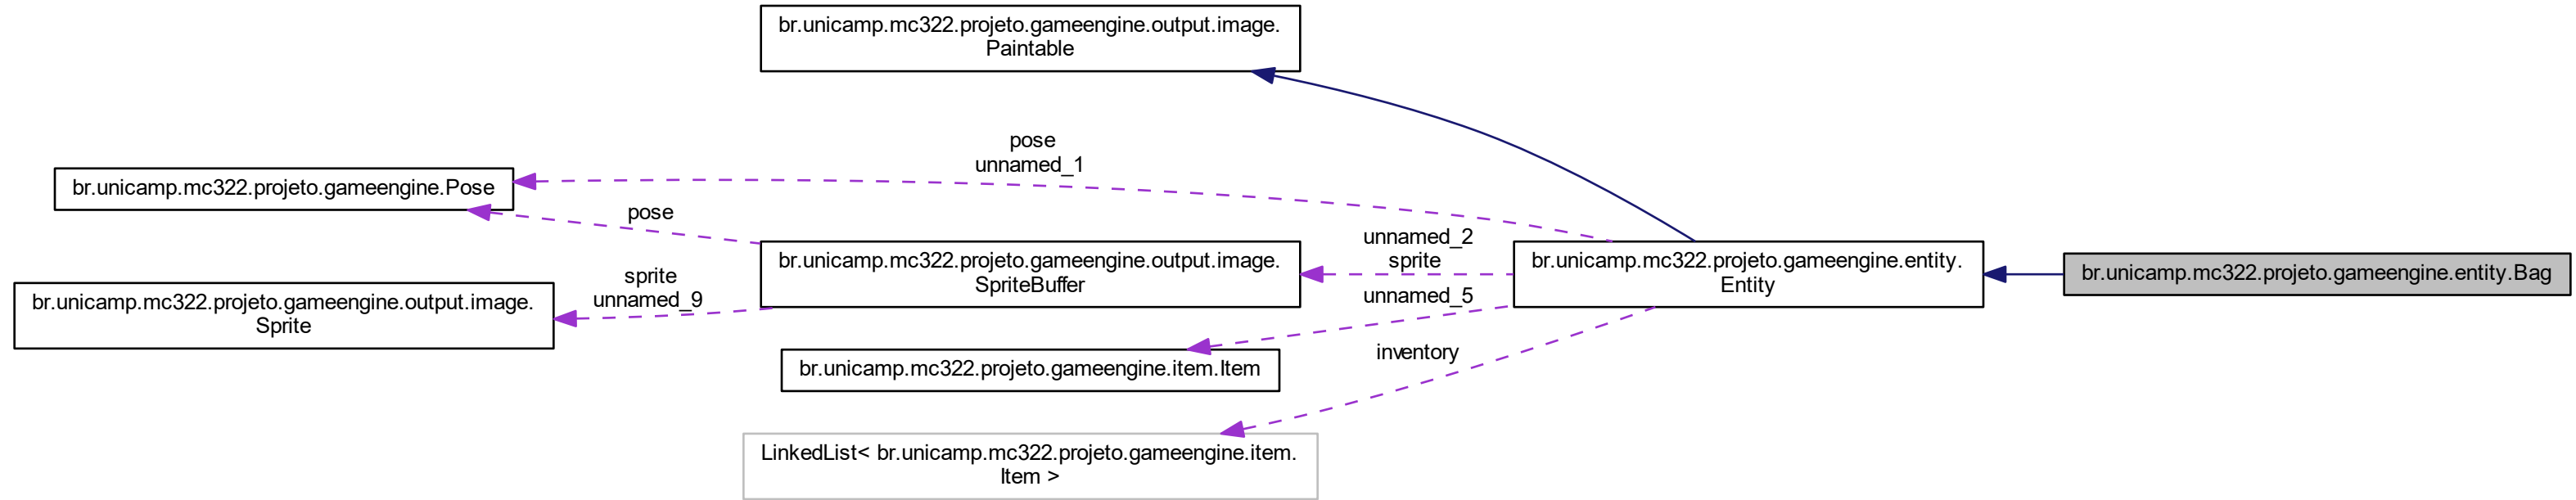 br.unicamp.mc322.projeto.gameengine.output.image.
Paintable
pose
unnamed_1
br.unicamp.mc322.projeto.gameengine.Pose
pose
unnamed_2
sprite
br.unicamp.mc322.projeto.gameengine.output.image.
SpriteBuffer
br.unicamp.mc322.projeto.gameengine.entity.
Entity
br.unicamp.mc322.projeto.gameengine.entity.Bag
sprite
unnamed_9
br.unicamp.mc322.projeto.gameengine.output.image.
Sprite
unnamed_5
br.unicamp.mc322.projeto.gameengine.item.Item
inventory
LinkedList< br.unicamp.mc322.projeto.gameengine.item.
Item >